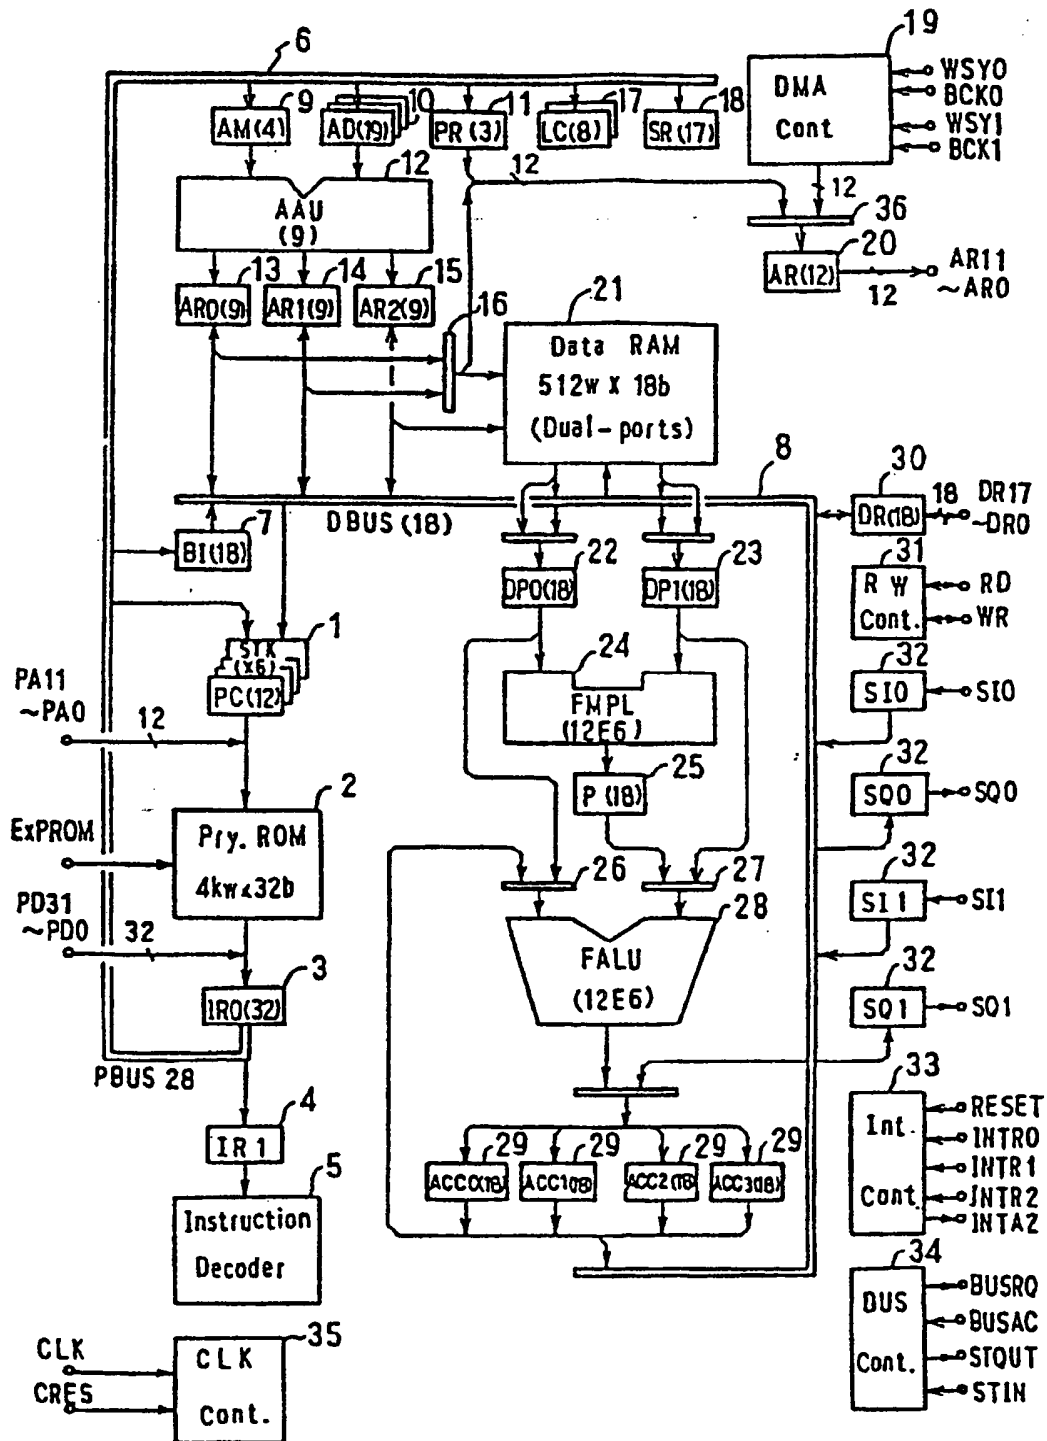 6
19
9
10
11
17
18
AM(4)
AD(19)
PR(3)
LC(8)
SR(17)
DMA
Cont
WSY0
BCK0
WSY1
BCK1
12
12
12
AAU
(9)
36
20
AR(12)
12
AR11
~AR0
13
14
15
AR0(9)
AR1(9)
AR2(9)
16
21
Data RAM
512w X 18b
(Dual-ports)
8
DBUS(18)
7
BI(18)
30
DR(18)
18
DR17
~DR0
22
23
DP0(18)
DP1(18)
31
R W
Cont.
RD
WR
1
STK
(x6)
PC(12)
PA11
~PA0
12
24
FMPL
(12E6)
25
P(18)
32
SI0
SI0
32
SQ0
SQ0
2
Pry. ROM
4kw x 32b
ExPROM
PD31
~PD0
32
3
IR0(32)
26
27
28
FALU
(12E6)
32
SI1
SI1
32
SQ1
SQ1
PBUS 28
4
IR1
5
Instruction
Decoder
29
29
29
29
ACC0(18)
ACC1(18)
ACC2(18)
ACC3(18)
33
Int.
Cont
RESET
INTR0
INTR1
INTR2
INTA2
34
BUS
Cont.
BUSRQ
BUSAC
STOUT
STIN
35
CLK
Cont.
CLK
CRES